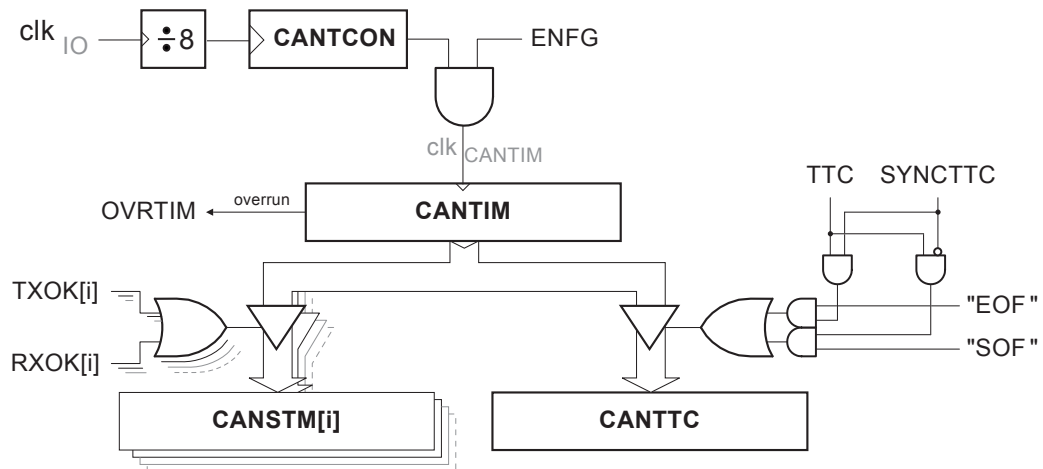 clk IO ÷8 CANTCON ENFG
clk CANTIM
TTC SYNCTTC
OVRTIM overrun CANTIM
TXOK[i]
"EOF"
RXOK[i] "SOF"
CANSTM[i] CANTTC